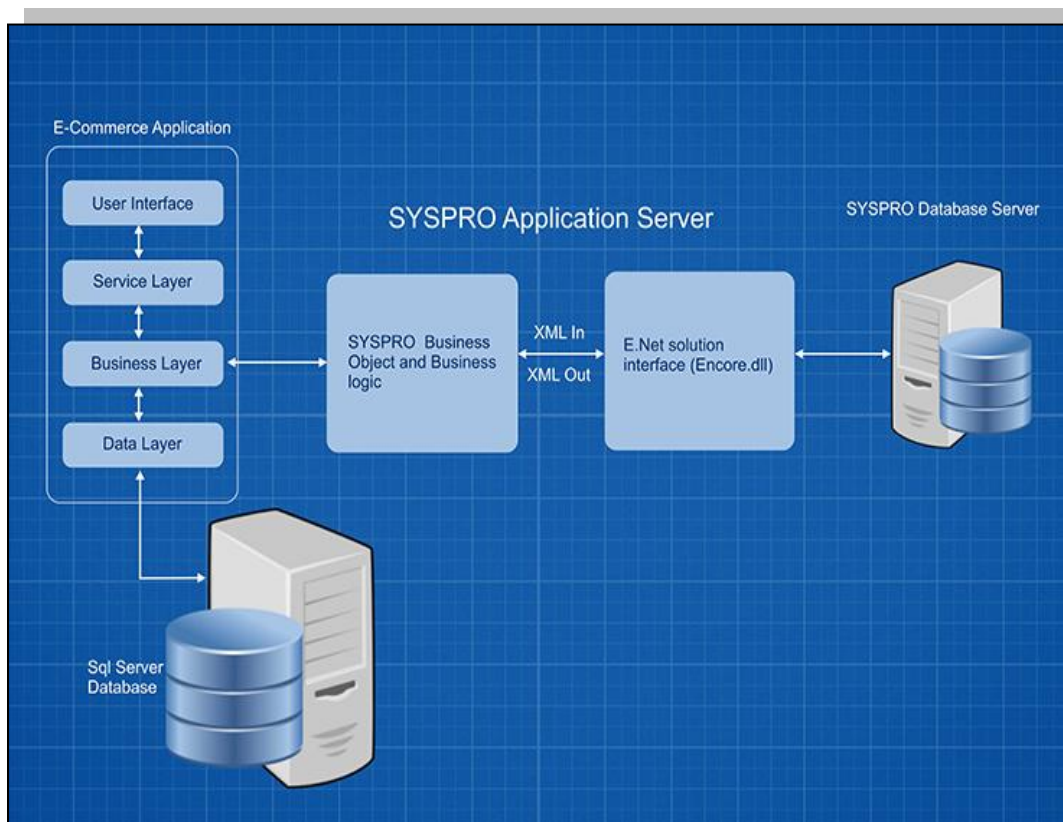 E-Commerce Application
User Interface
Service Layer
Business Layer
Data Layer
Sql Server
Database
SYSPRO Application Server
SYSPRO Business
Object and Business
logic
XML In
XML Out
E.Net solution
interface (Encore.dll)
SYSPRO Database Server